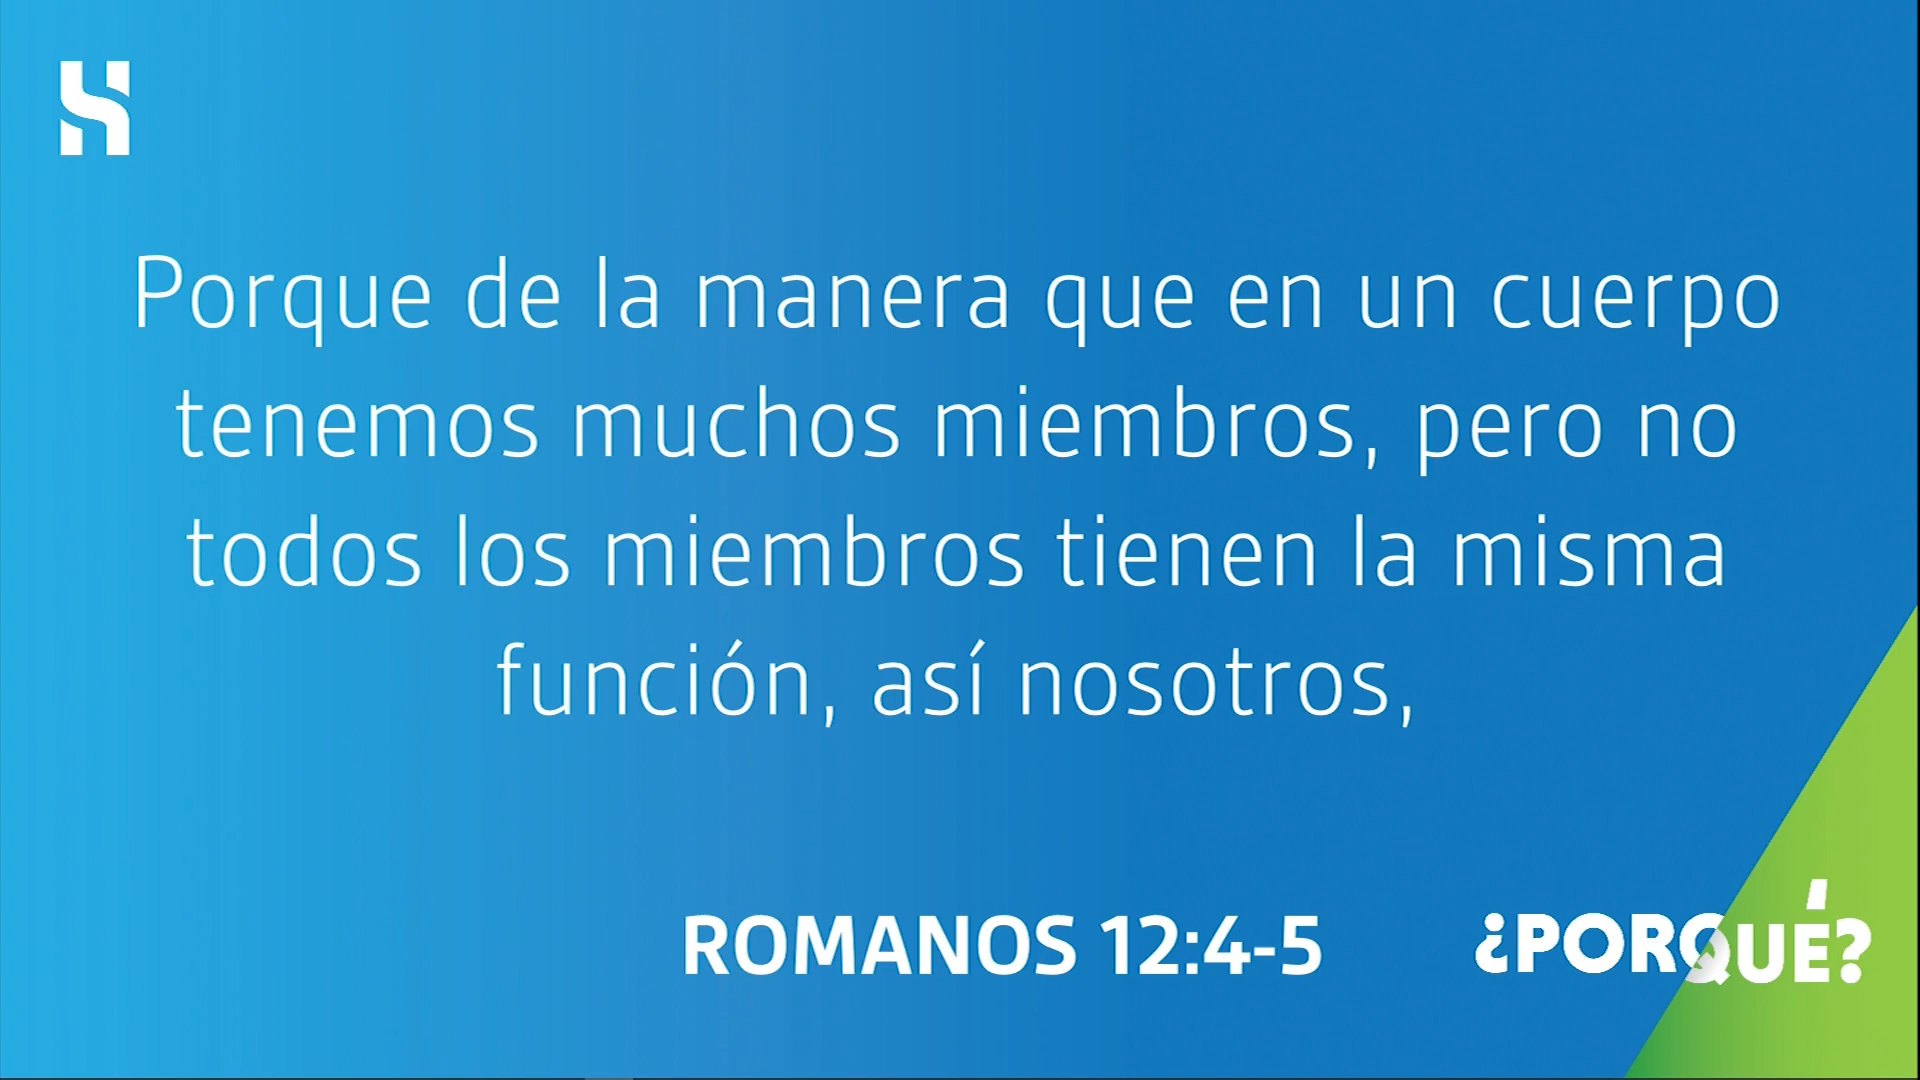 Porque de la manera que en un cuerpo
tenemos muchos miembros, pero no
todos los miembros tienen la misma
función, así nosotros,
ROMANOS 12:4-5
¿PORQUÉ?